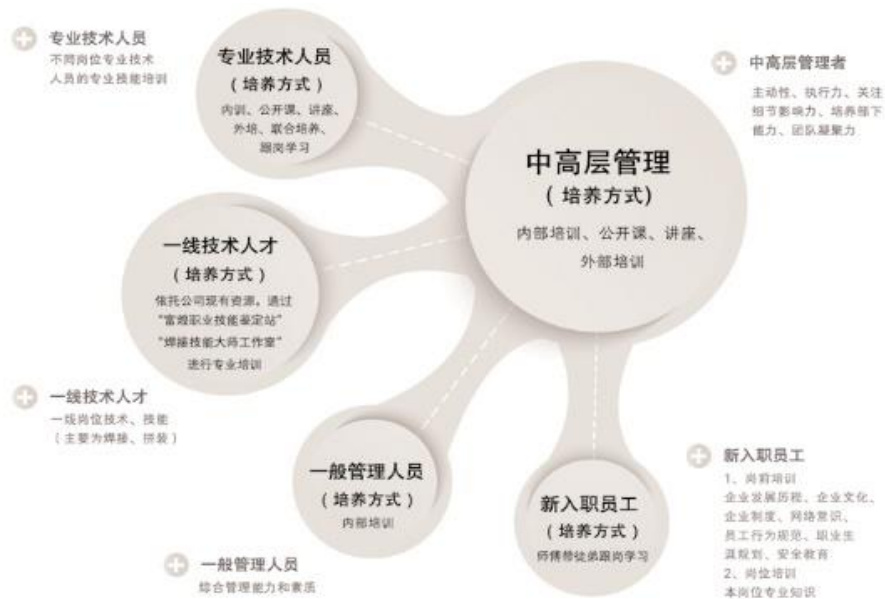 专业技术人员
不同岗位专业技术
人员的专业技能培训
专业技术人员
（培养方式）
内训、公开课、讲座、
外培、联合培养、
跟岗学习
中高层管理者
主动性、执行力、关注
细节影响力、培养部下
能力、团队凝聚力
中高层管理
（培养方式）
内部培训、公开课、讲座、
外部培训
一线技术人才
（培养方式）
依托公司现有资源，通过
“富煌职业技能鉴定站”
“焊接技能大师工作室”
进行专业培训
一线技术人才
一线岗位技术、技能
（主要为焊接、拼装）
一般管理人员
（培养方式）
内部培训
一般管理人员
综合管理能力和素质
新入职员工
（培养方式）
师傅带徒弟跟岗学习
新入职员工
1、岗前培训
企业发展历程、企业文化、
企业制度、网络常识、
员工行为规范、职业生
涯规划、安全教育
2、岗位培训
本岗位专业知识